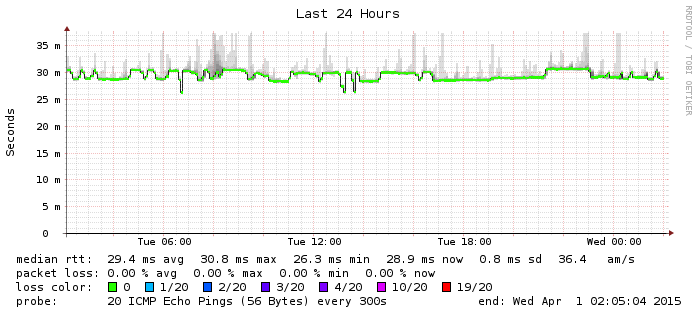 Last 24 Hours
RRDTOOL / TOBI OETIKER
Seconds
35 m
30 m
25 m
20 m
15 m
10 m
5 m
0
Tue 06:00 Tue 12:00 Tue 18:00 Wed 00:00
median rtt: 29.4 ms avg 30.8 ms max 26.3 ms min 28.9 ms now 0.8 ms sd 36.4 am/s
packet loss: 0.00 % avg 0.00 % max 0.00 % min 0.00 % now
loss color: 0 1/20 2/20 3/20 4/20 10/20 19/20
probe: 20 ICMP Echo Pings (56 Bytes) every 300s end: Wed Apr 1 02:05:04 2015